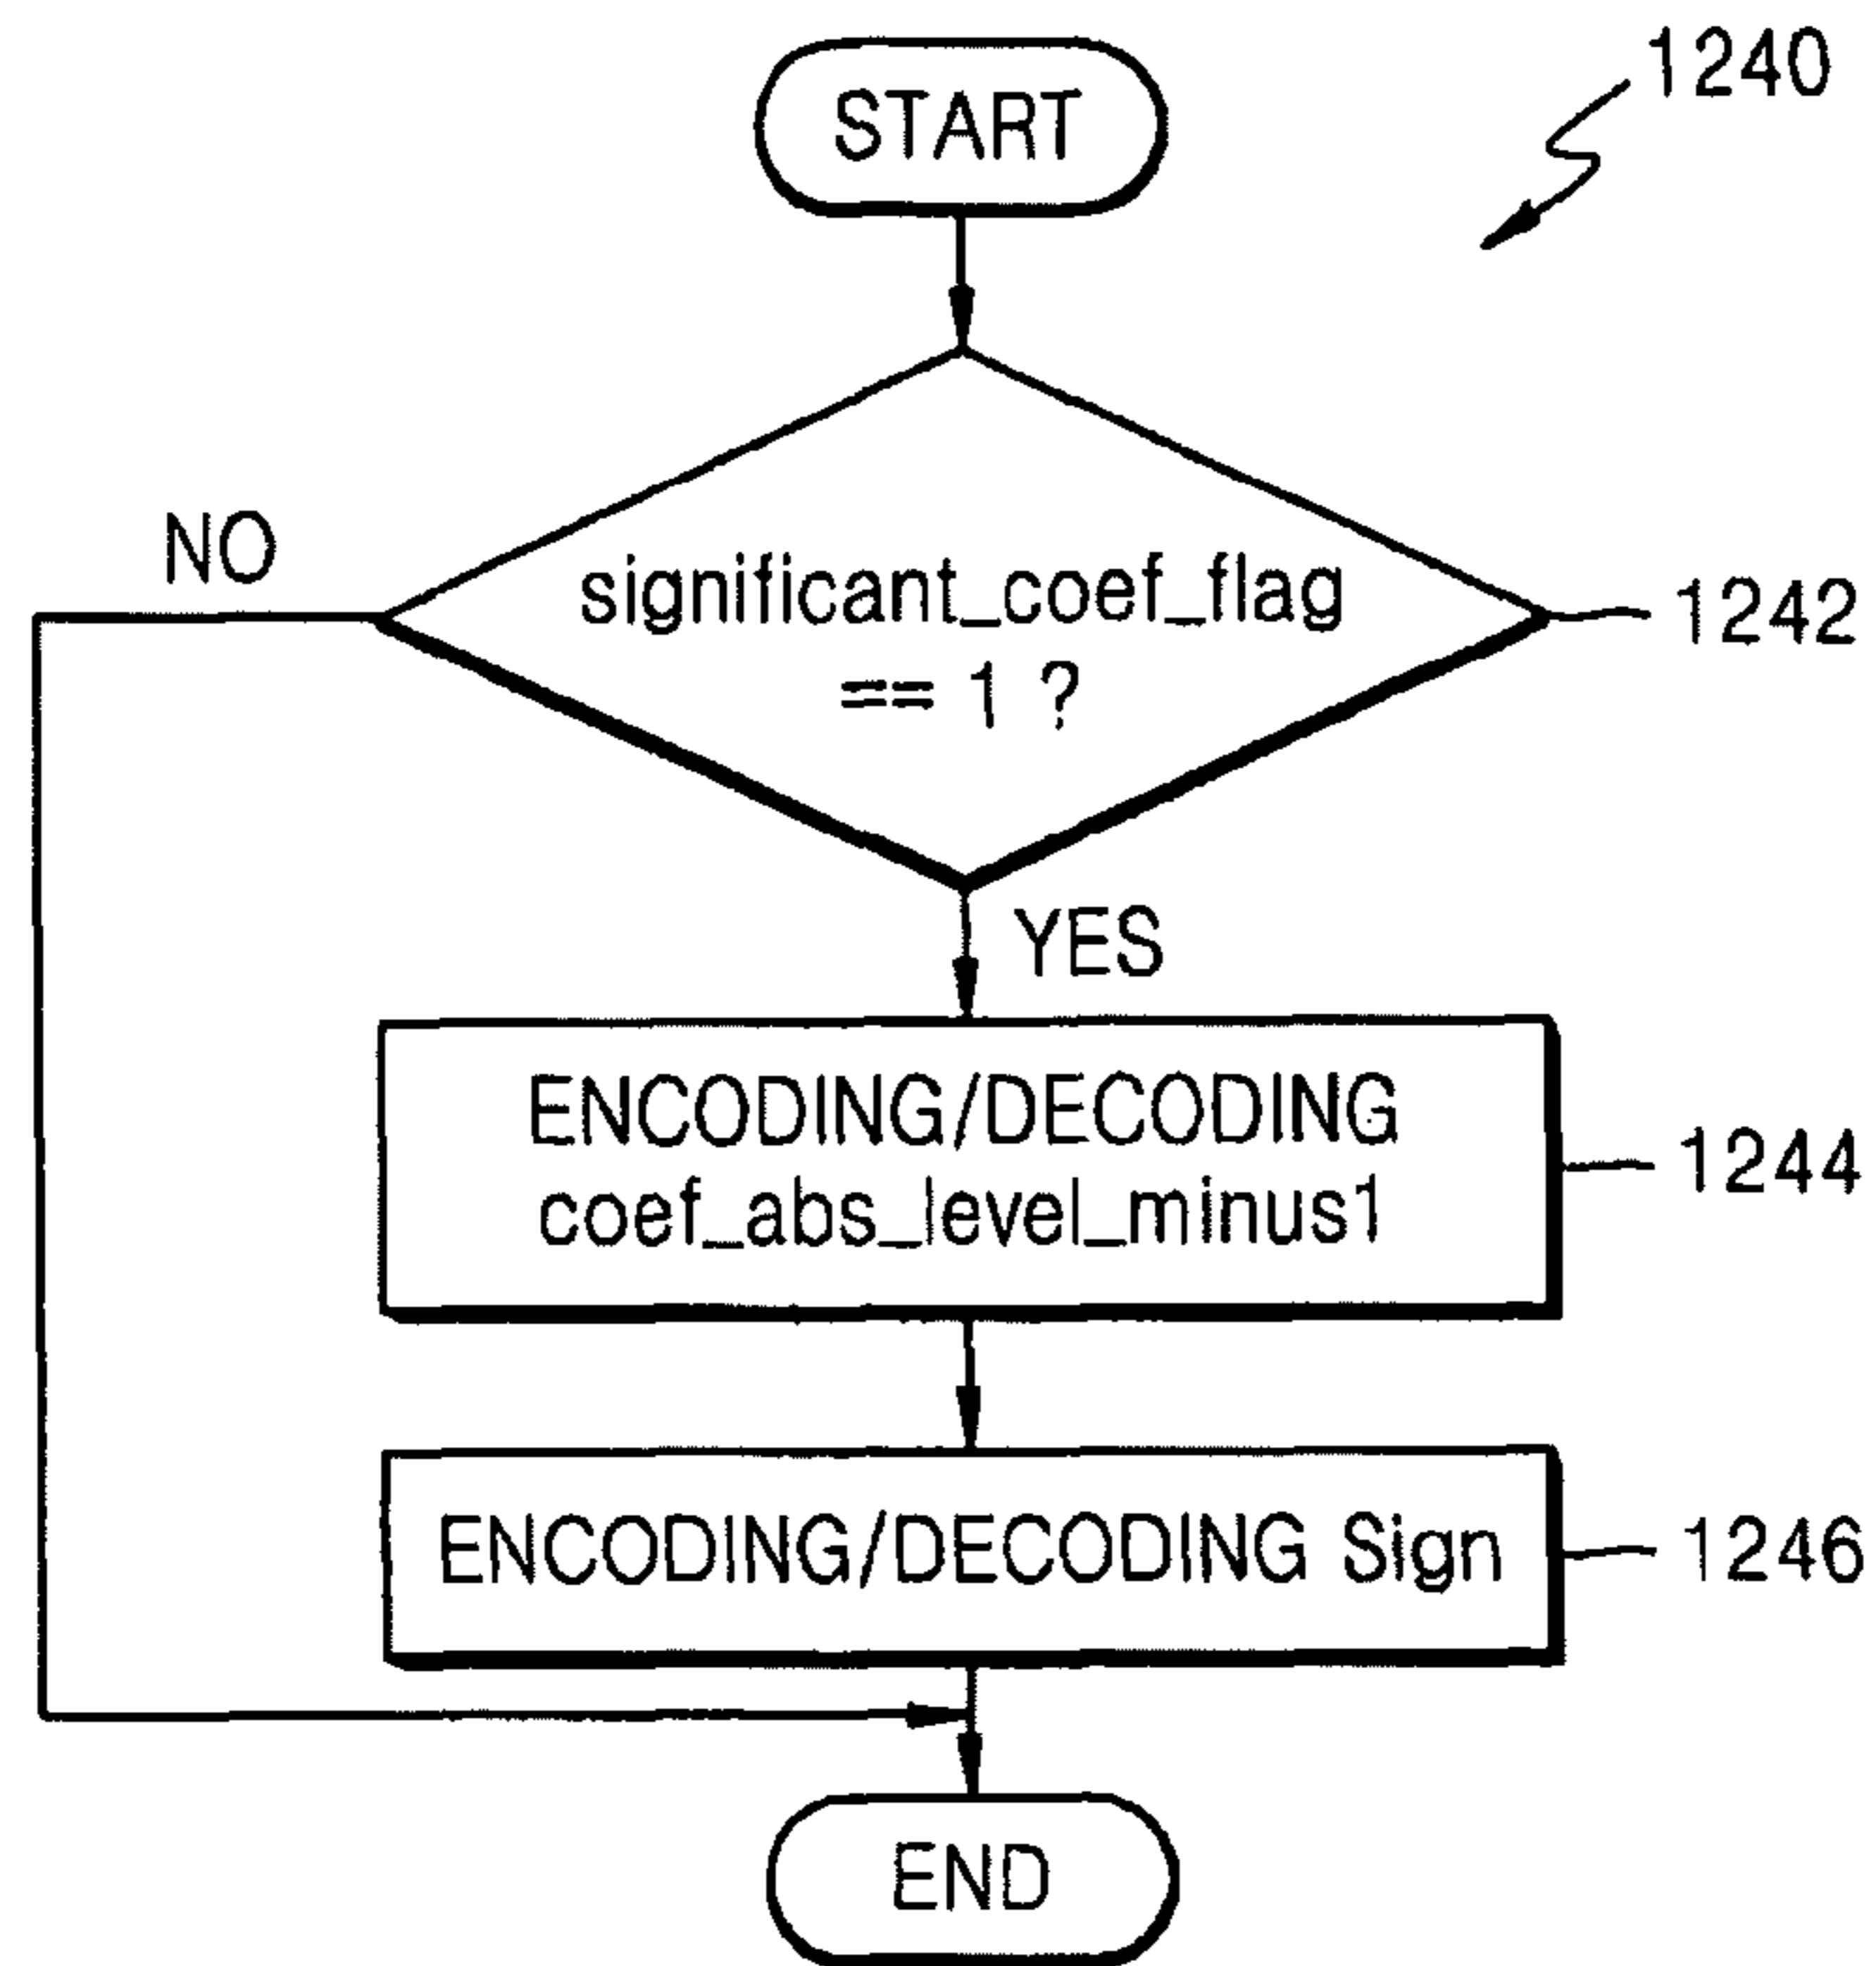 1240
START
NO
significant_coef_flag
== 1 ?
1242
YES
ENCODING/DECODING
coef_abs_level_minus1
1244
ENCODING/DECODING Sign
1246
END